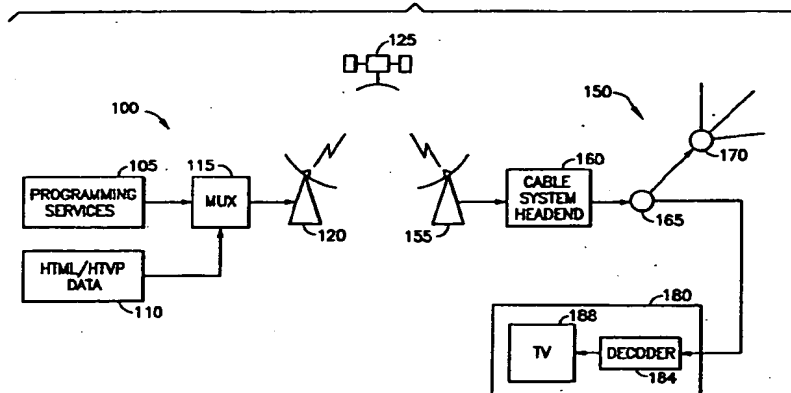 125
100
150
105
115
160
170
PROGRAMMING
SERVICES
MUX
CABLE
SYSTEM
HEADEND
120
155
165
HTML/HTVP
DATA
110
180
188
TV
DECODER
184